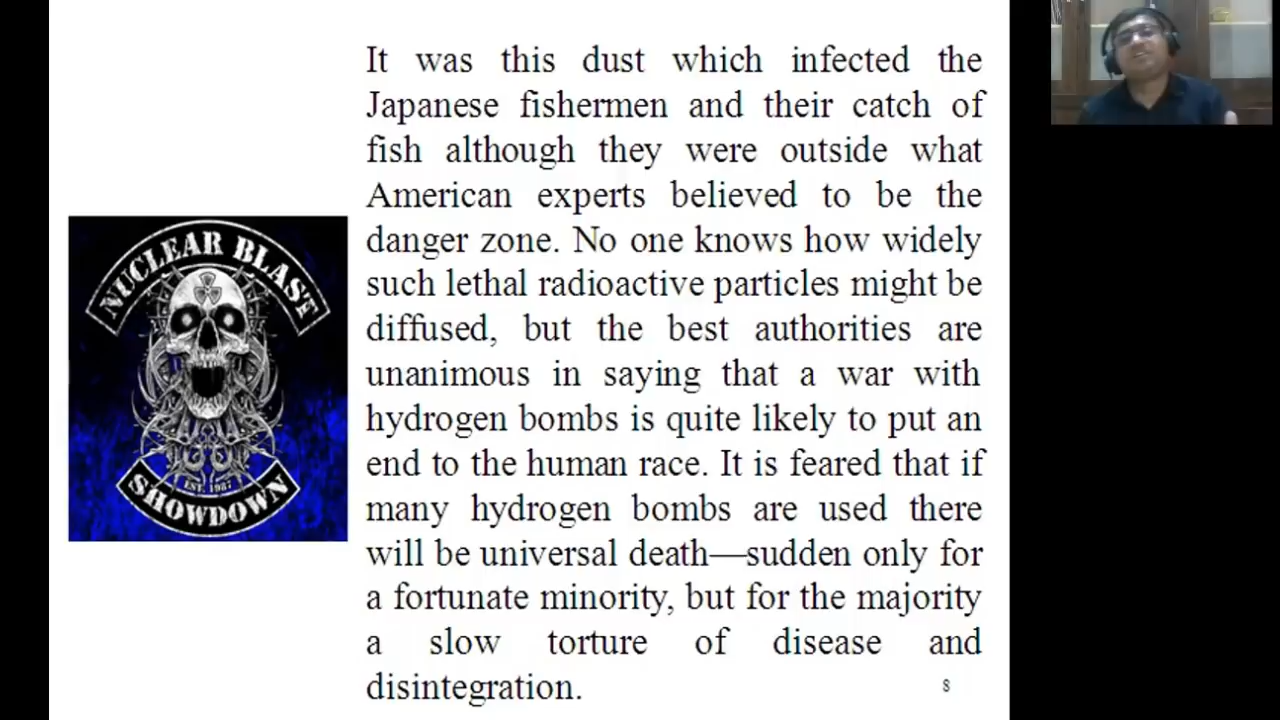 It was this dust which infected the
Japanese fishermen and their catch of
fish although they were outside what
American experts believed to be the
danger zone. No one knows how widely
such lethal radioactive particles might be
diffused, but the best authorities are
unanimous in saying that a war with
hydrogen bombs is quite likely to put an
end to the human race. It is feared that if
many hydrogen bombs are used there
will be universal death—sudden only for
a fortunate minority, but for the majority
a slow torture of disease and
disintegration.
NUCLEAR BLAST
EST. 1987
SHOWDOWN
8